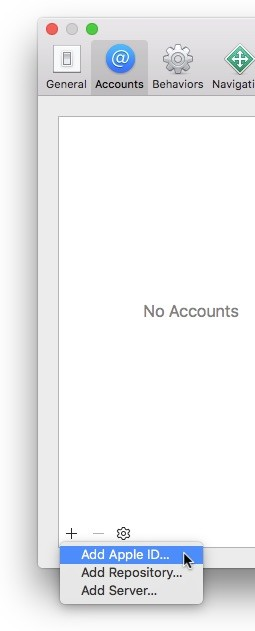 General Accounts Behaviors Navigati
No Accounts
Add Apple ID...
Add Repository...
Add Server...